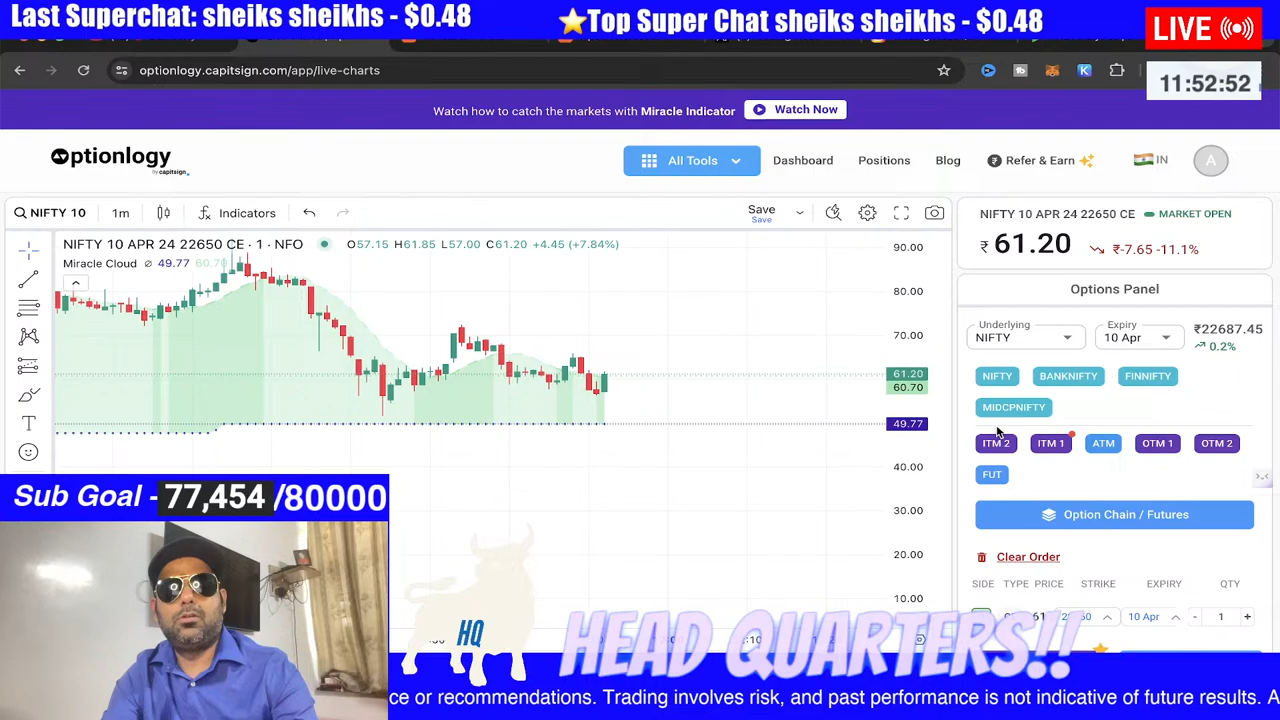 Last Superchat: sheiks sheikhs - $0.48
⭐Top Super Chat sheiks sheikhs - $0.48
LIVE
optionlogy.capitsign.com/app/live-charts
11:52:52
Watch how to catch the markets with Miracle Indicator
Watch Now
optionlogy
by capitsign.
All Tools
Dashboard
Positions
Blog
Refer & Earn
IN
A
NIFTY 10
1m
Indicators
Save
Save
NIFTY 10 APR 24 22650 CE · 1 · NFO
O57.15 H61.85 L57.00 C61.20 +4.45 (+7.84%)
Miracle Cloud 49.77 60.70
90.00
80.00
70.00
61.20
60.70
49.77
40.00
30.00
20.00
10.00
NIFTY 10 APR 24 22650 CE
MARKET OPEN
₹ 61.20
₹-7.65 -11.1%
Options Panel
Underlying
NIFTY
Expiry
10 Apr
₹22687.45
0.2%
NIFTY
BANKNIFTY
FINNIFTY
MIDCPNIFTY
ITM 2
ITM 1
ATM
OTM 1
OTM 2
FUT
Option Chain / Futures
Clear Order
SIDE TYPE PRICE STRIKE EXPIRY QTY
10 Apr - 1 +
Sub Goal - 77,454 /80000
HQ
HEAD QUARTERS!!
ce or recommendations. Trading involves risk, and past performance is not indicative of future results. A